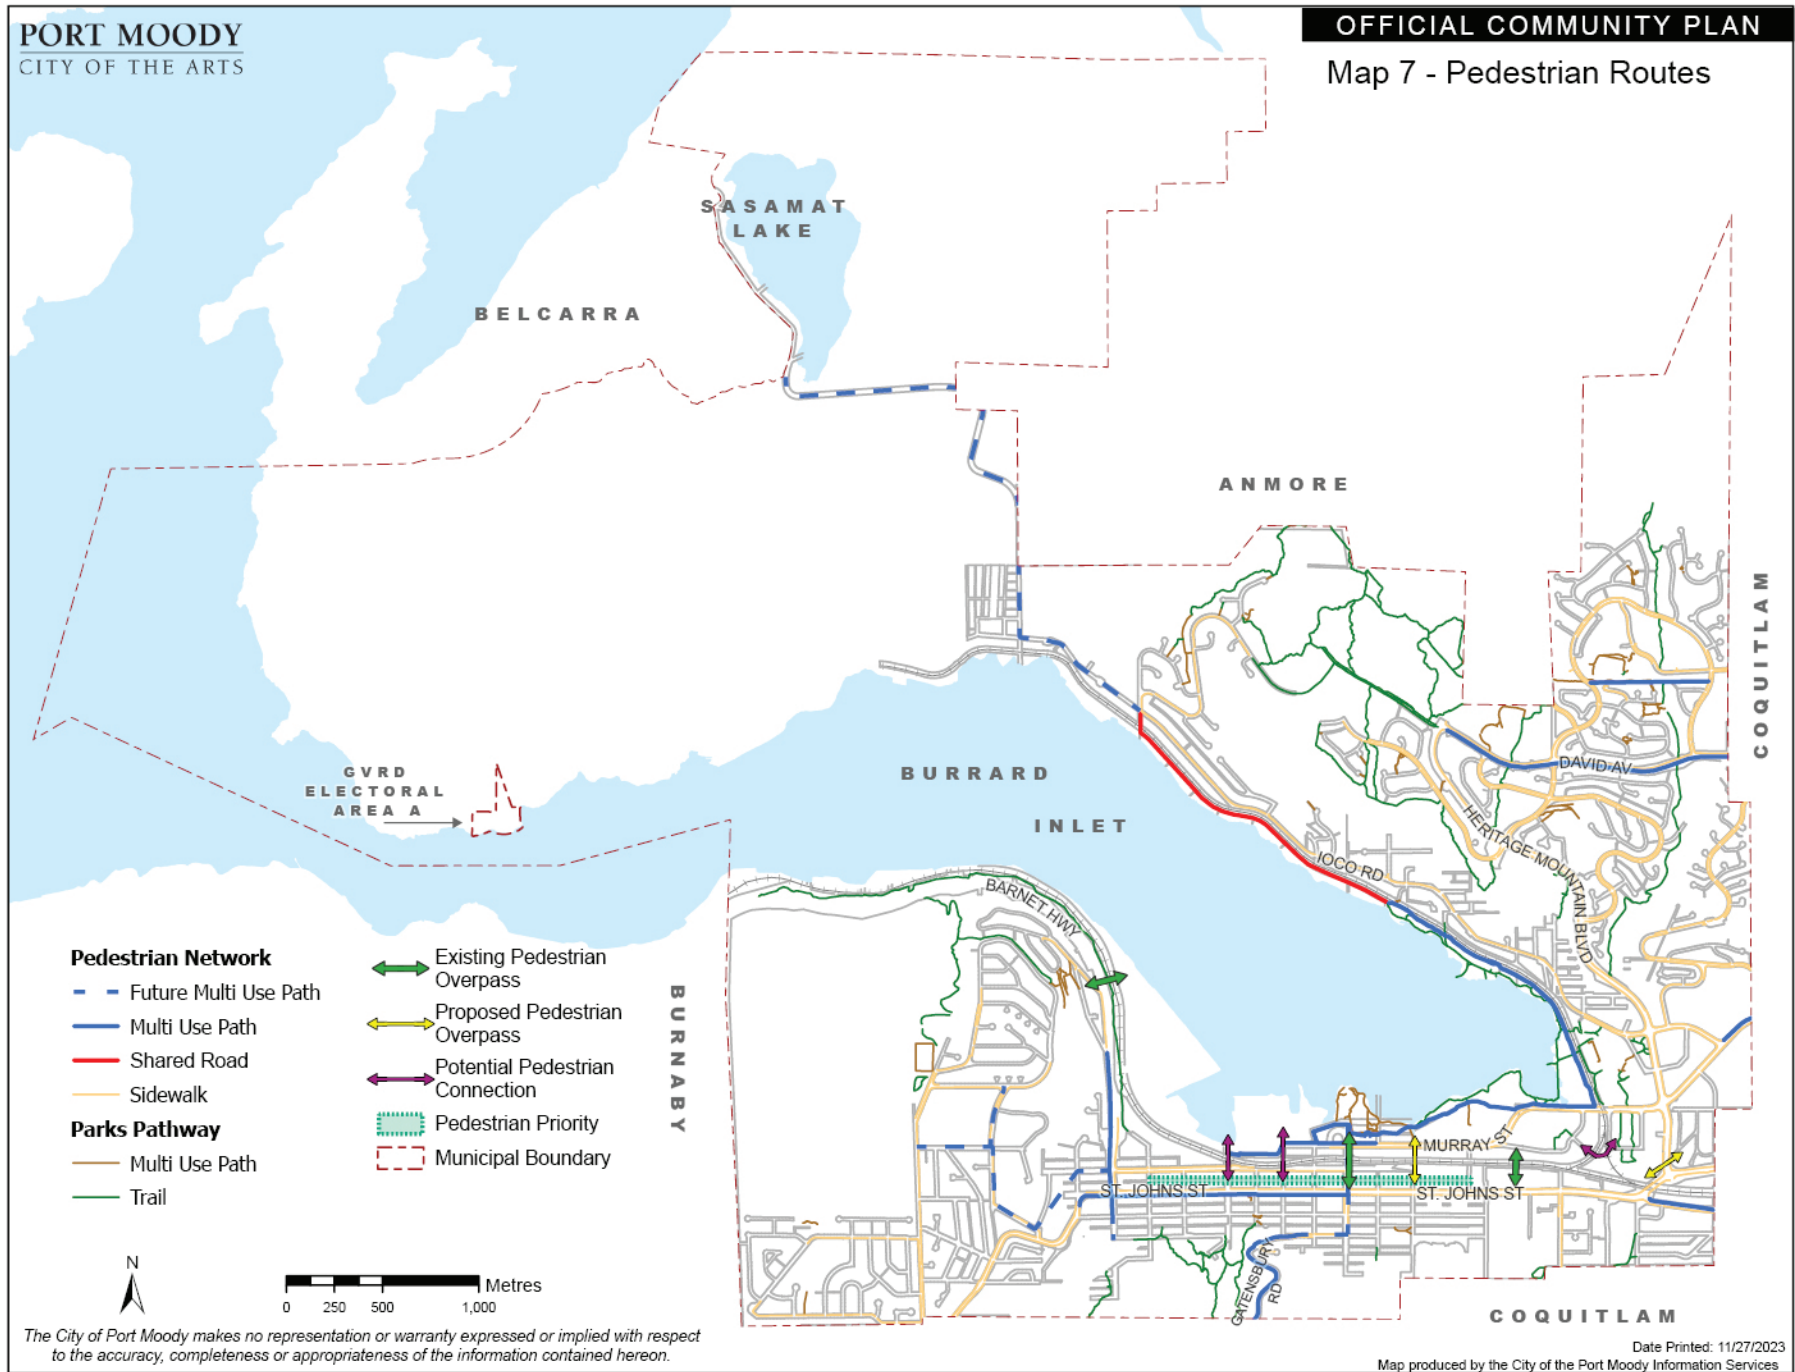 PORT MOODY
CITY OF THE ARTS
OFFICIAL COMMUNITY PLAN
Map 7 - Pedestrian Routes
SASAMAT
LAKE
BELCARRA
ANMORE
COQUITLAM
BURRARD
INLET
GVRD
ELECTORAL
AREA A
DAVID AV
HERITAGE MOUNTAIN BLVD
IOCO RD
BARNET HWY
BURNABY
MURRAY ST
ST. JOHNS ST
ST. JOHNS ST
GATENSBURY
RD
COQUITLAM
Pedestrian Network
Future Multi Use Path
Multi Use Path
Shared Road
Sidewalk
Parks Pathway
Multi Use Path
Trail
Existing Pedestrian
Overpass
Proposed Pedestrian
Overpass
Potential Pedestrian
Connection
Pedestrian Priority
Municipal Boundary
N
Metres
0 250 500 1,000
The City of Port Moody makes no representation or warranty expressed or implied with respect
to the accuracy, completeness or appropriateness of the information contained hereon.
Date Printed: 11/27/2023
Map produced by the City of the Port Moody Information Services